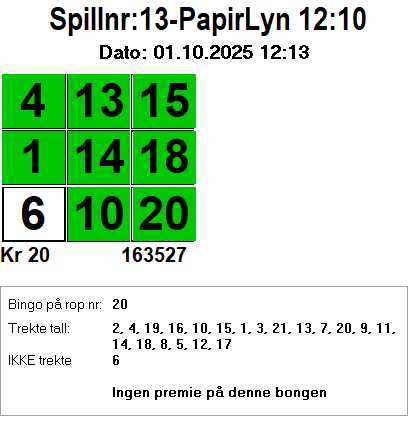 Spillnr:13-PapirLyn 12:10
Dato: 01.10.2025 12:13
4 13 15
1 14 18
6 10 20
Kr 20 163527
Bingo på rop nr: 20
Trekte tall: 2, 4, 19, 16, 10, 15, 1, 3, 21, 13, 7, 20, 9, 11,
14, 18, 8, 5, 12, 17
IKKE trekte 6
Ingen premie på denne bongen